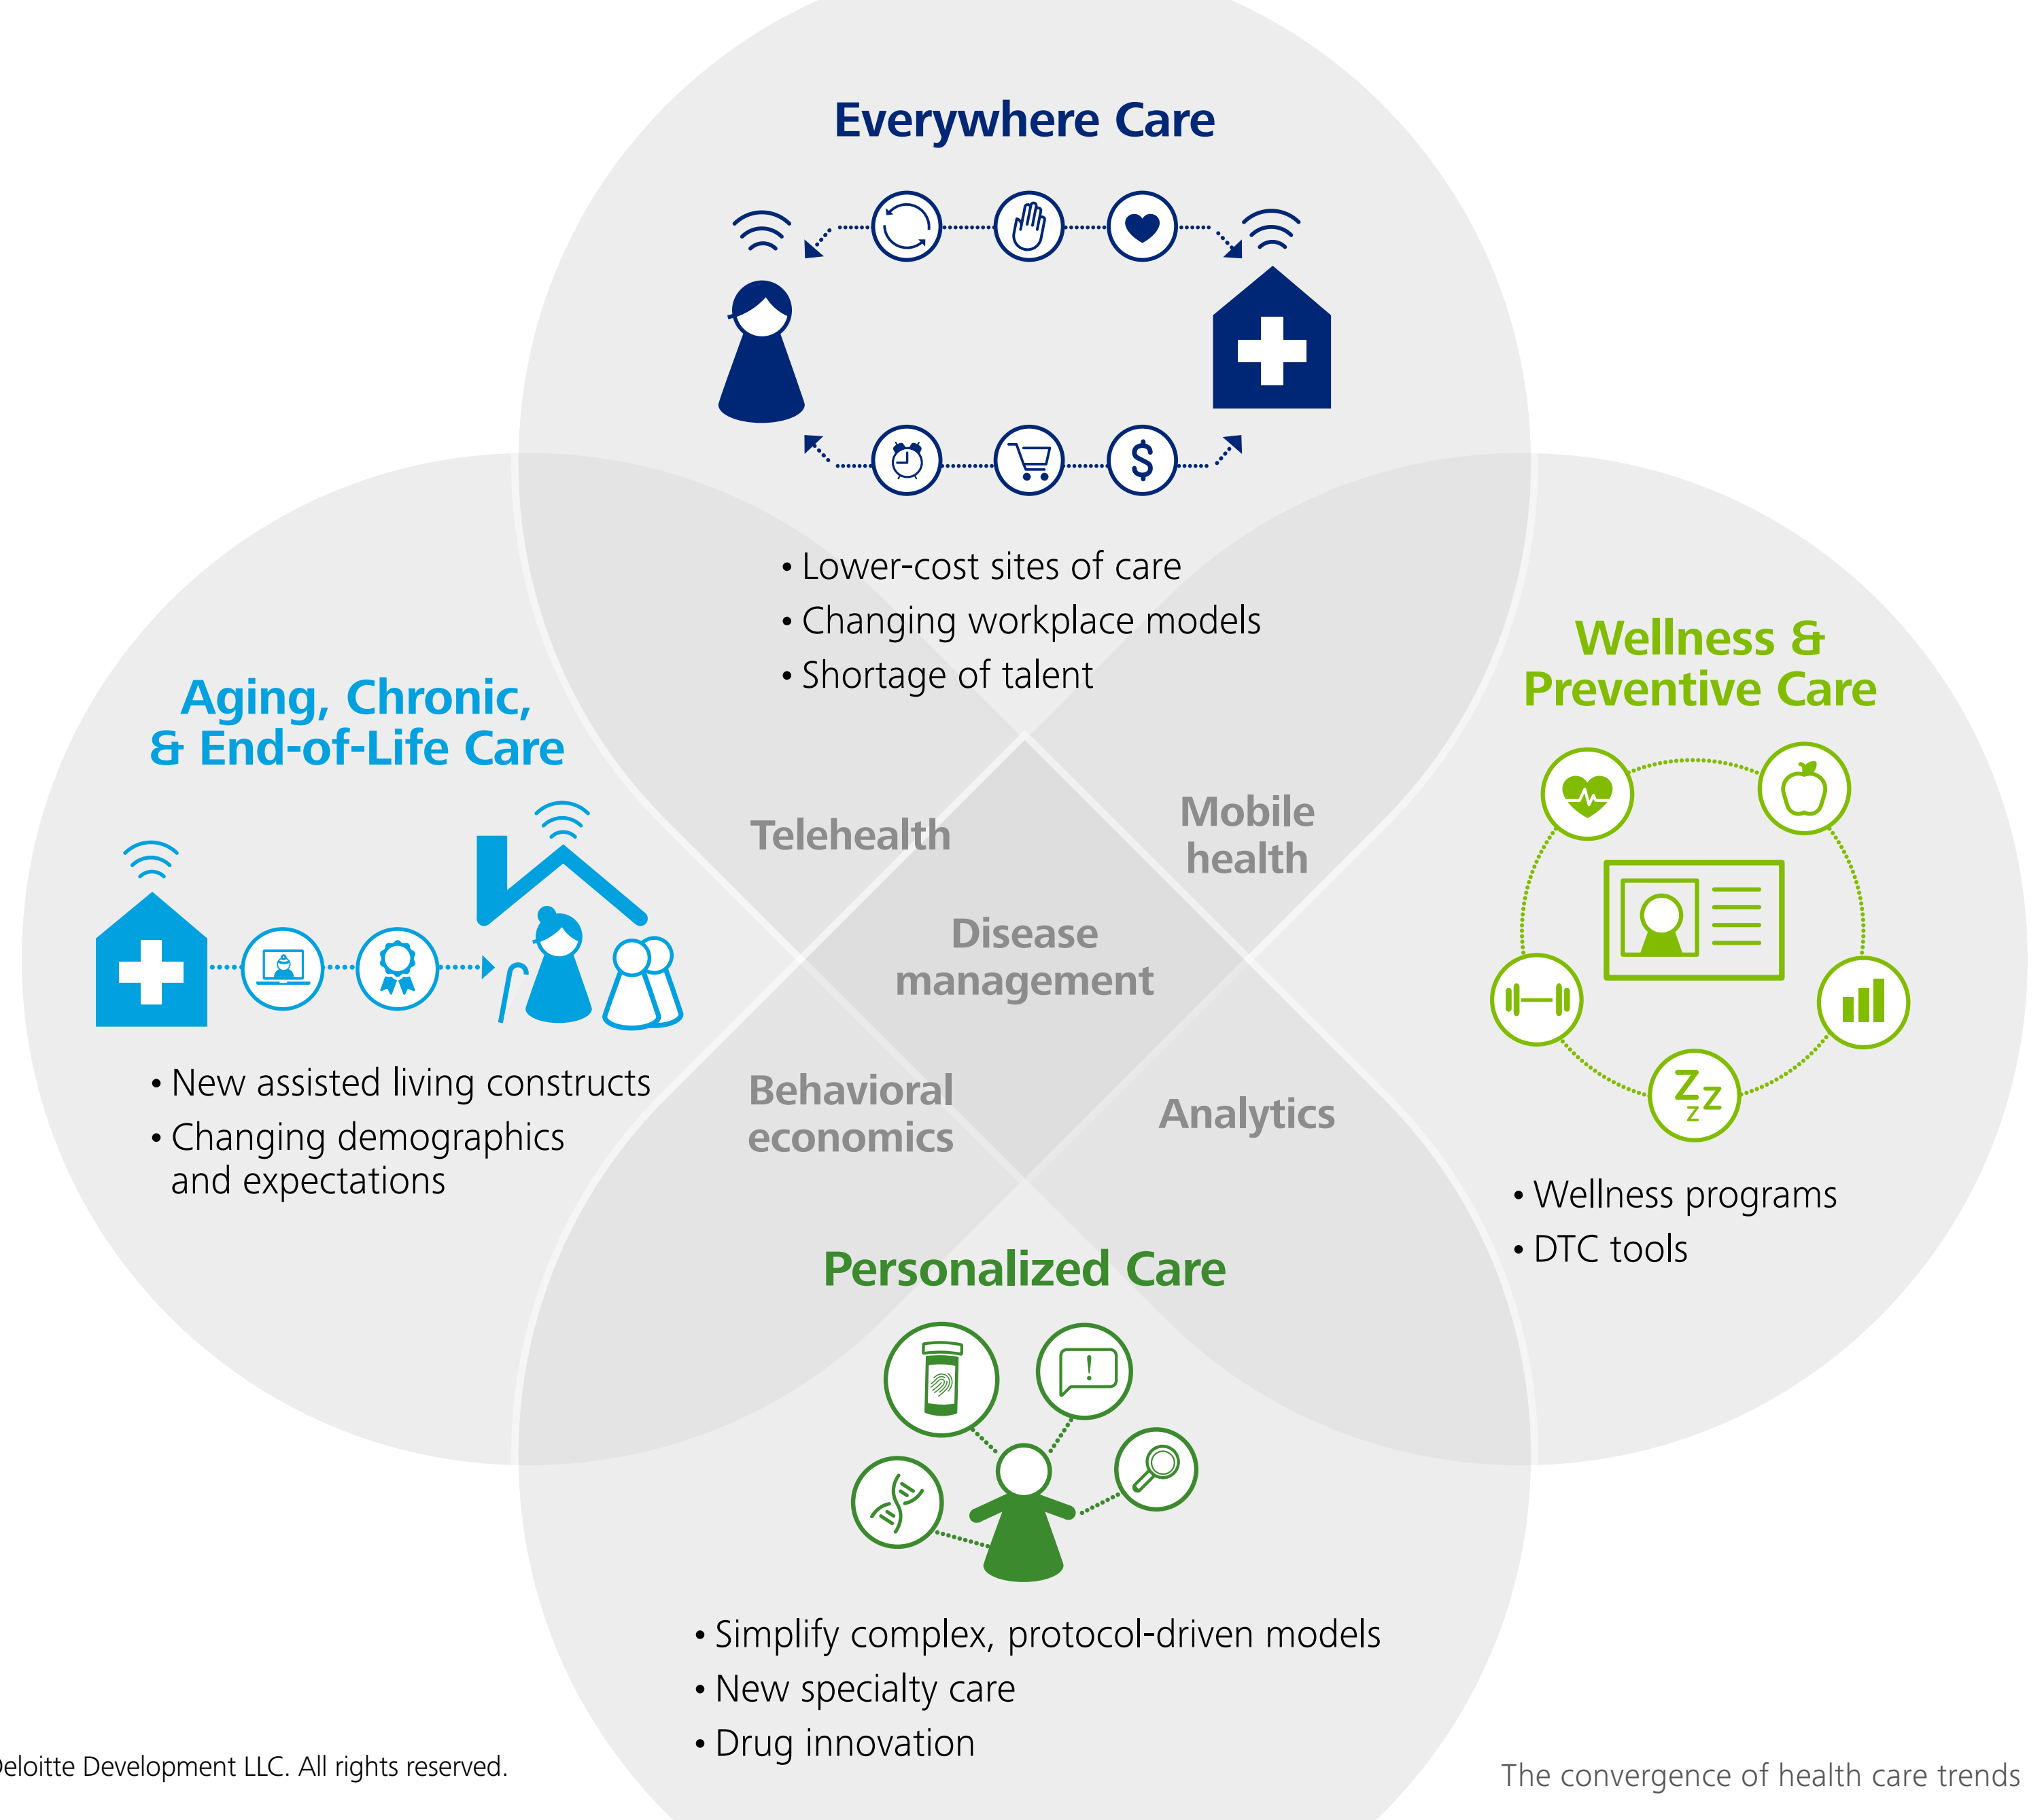 Everywhere Care
• Lower-cost sites of care
• Changing workplace models
• Shortage of talent
Aging, Chronic,
& End-of-Life Care
• New assisted living constructs
• Changing demographics
and expectations
Wellness &
Preventive Care
Zzz
• Wellness programs
• DTC tools
Telehealth
Mobile
health
Disease
management
Behavioral
economics
Analytics
Personalized Care
!
• Simplify complex, protocol-driven models
• New specialty care
• Drug innovation
Deloitte Development LLC. All rights reserved.
The convergence of health care trends